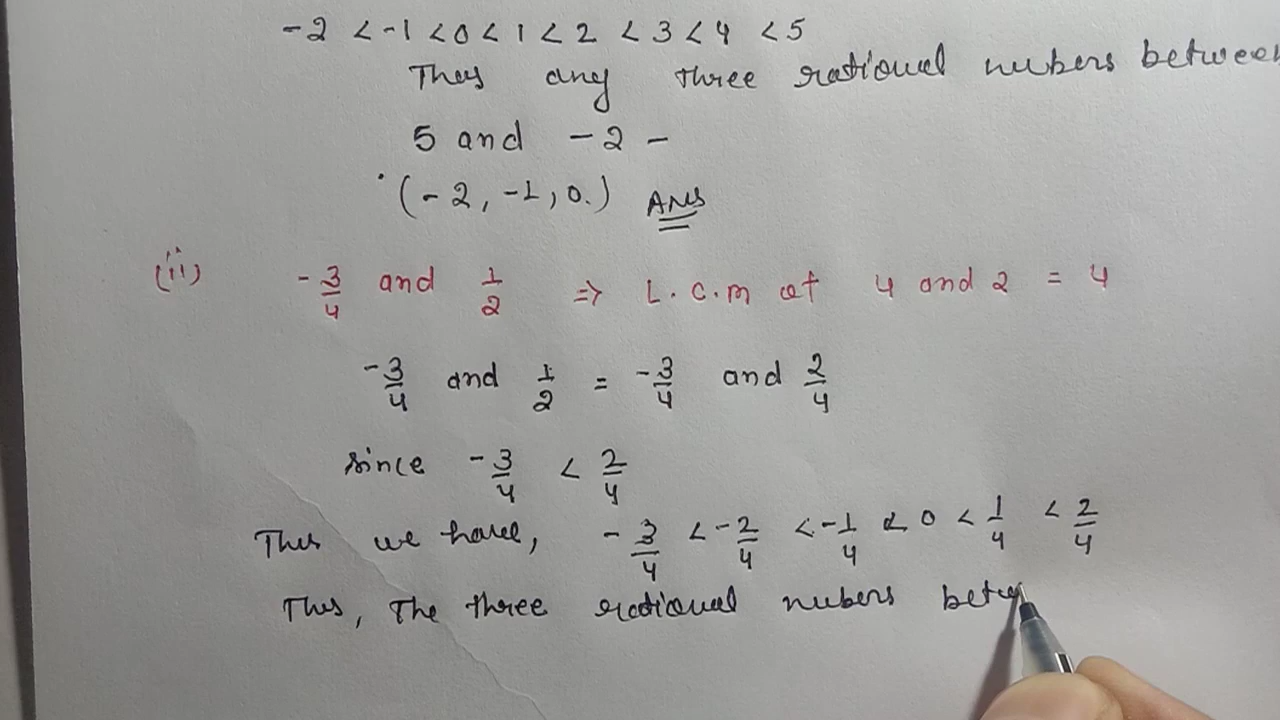 -2 < -1 < 0 < 1 < 2 < 3 < 4 < 5
Thus any three rational nubers between
5 and -2 -
(-2, -1, 0.) Ans
(ii) -3/4 and 1/2 => L.C.m of 4 and 2 = 4
-3/4 and 1/2 = -3/4 and 2/4
since -3/4 < 2/4
Thus we have, -3/4 < -2/4 < -1/4 < 0 < 1/4 < 2/4
Thus, The three rational nubers betwe